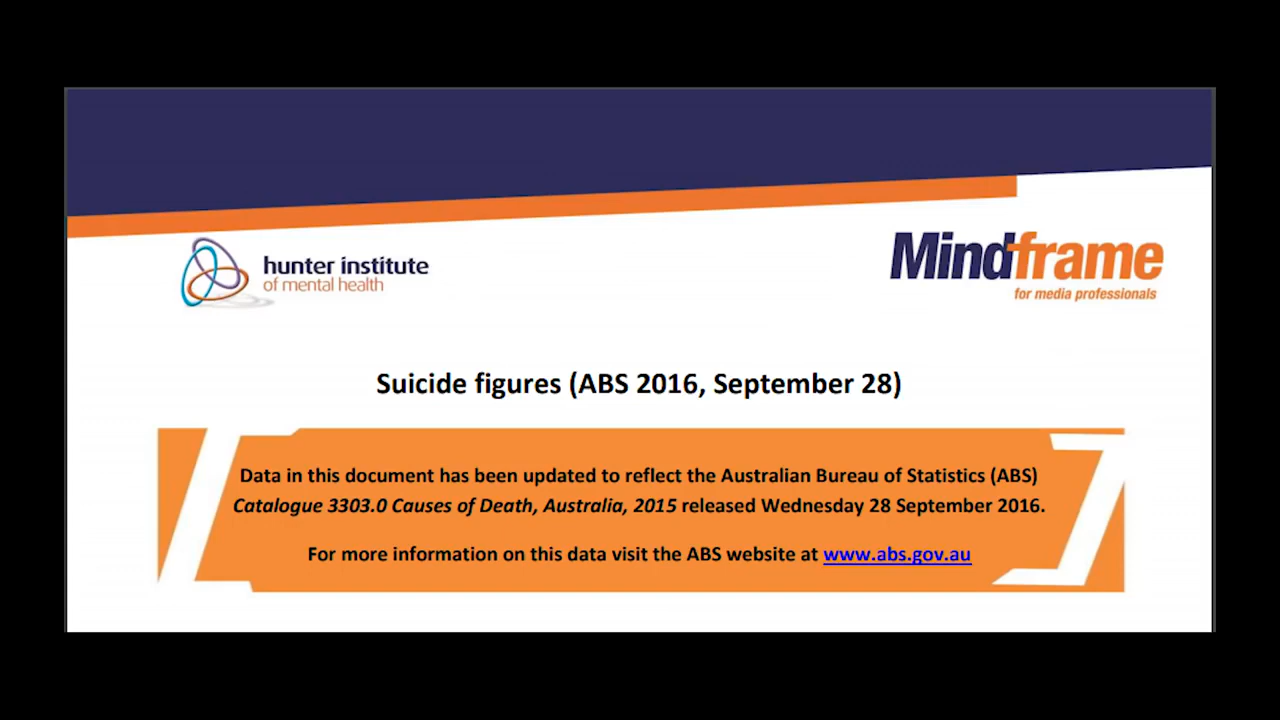 hunter institute
of mental health
Mindframe
for media professionals
Suicide figures (ABS 2016, September 28)
Data in this document has been updated to reflect the Australian Bureau of Statistics (ABS)
Catalogue 3303.0 Causes of Death, Australia, 2015 released Wednesday 28 September 2016.
For more information on this data visit the ABS website at www.abs.gov.au